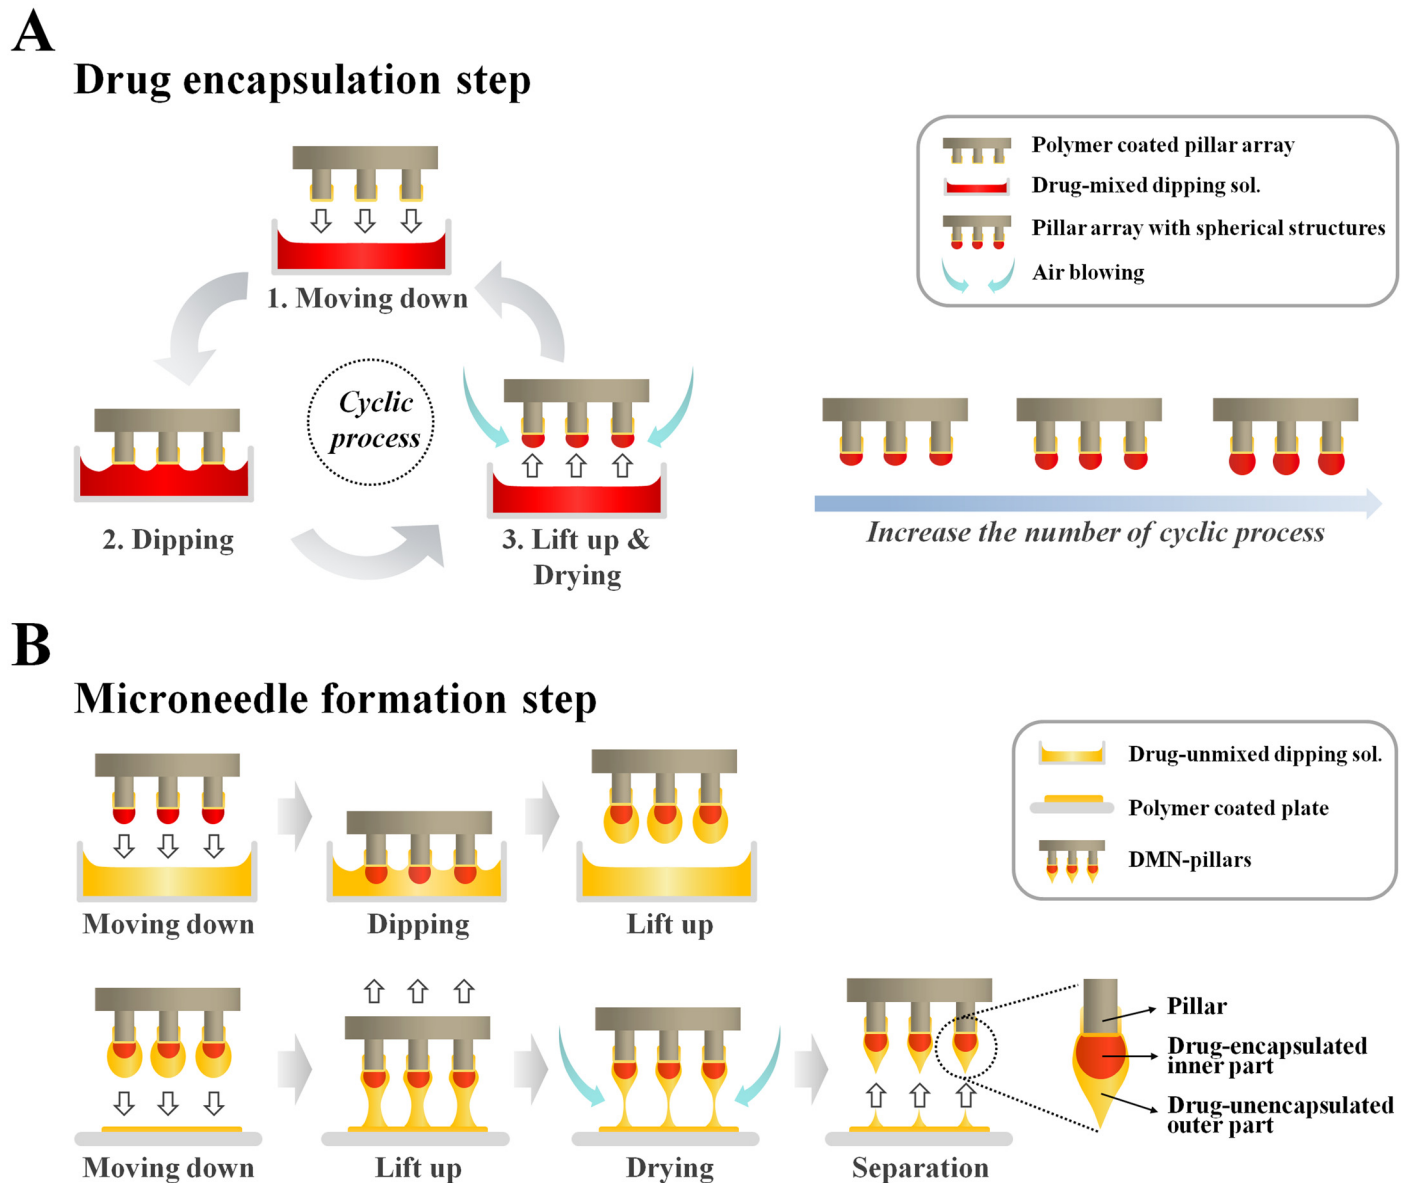 A
Drug encapsulation step
Polymer coated pillar array
Drug-mixed dipping sol.
Pillar array with spherical structures
Air blowing
1. Moving down
Cyclic
process
2. Dipping
3. Lift up &
Drying
Increase the number of cyclic process
B
Microneedle formation step
Drug-unmixed dipping sol.
Polymer coated plate
DMN-pillars
Moving down
Dipping
Lift up
Pillar
Drug-encapsulated
inner part
Drug-unencapsulated
outer part
Moving down
Lift up
Drying
Separation